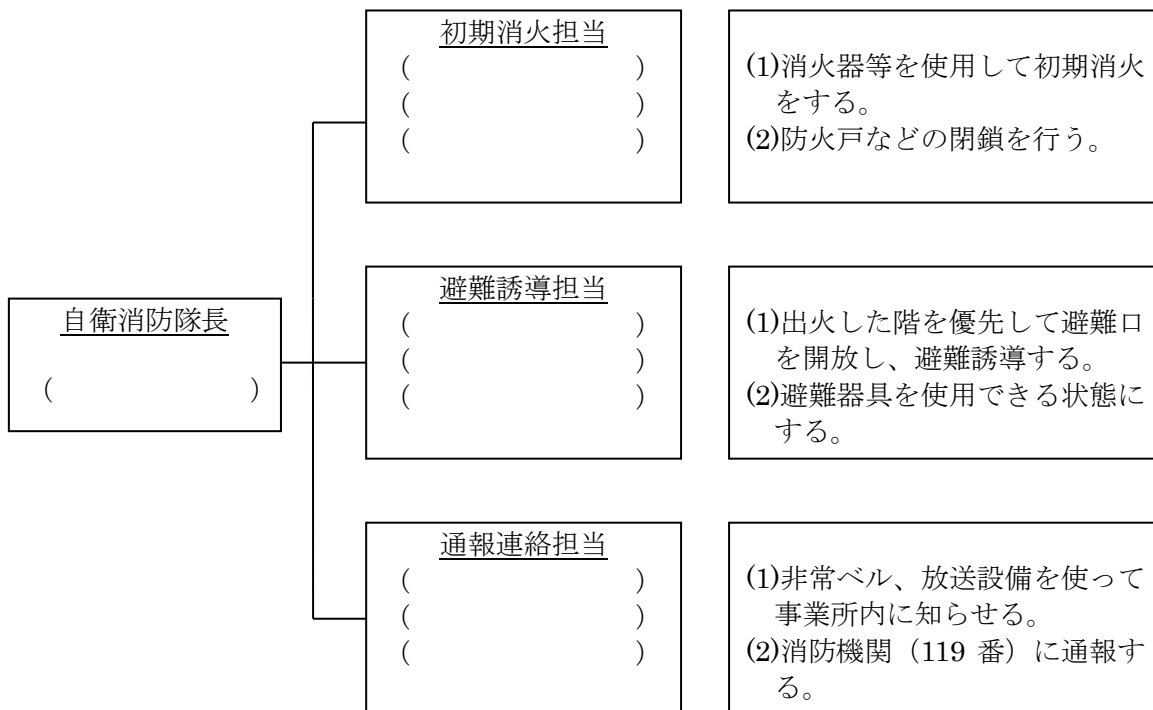 初期消火担当
（　　　　　　　）
（　　　　　　　）
（　　　　　　　）
(1)消火器等を使用して初期消火
をする。
(2)防火戸などの閉鎖を行う。
自衛消防隊長
（　　　　　　　）
避難誘導担当
（　　　　　　　）
（　　　　　　　）
（　　　　　　　）
(1)出火した階を優先して避難口
を開放し、避難誘導する。
(2)避難器具を使用できる状態に
する。
通報連絡担当
（　　　　　　　）
（　　　　　　　）
（　　　　　　　）
(1)非常ベル、放送設備を使って
事業所内に知らせる。
(2)消防機関（119 番）に通報す
る。